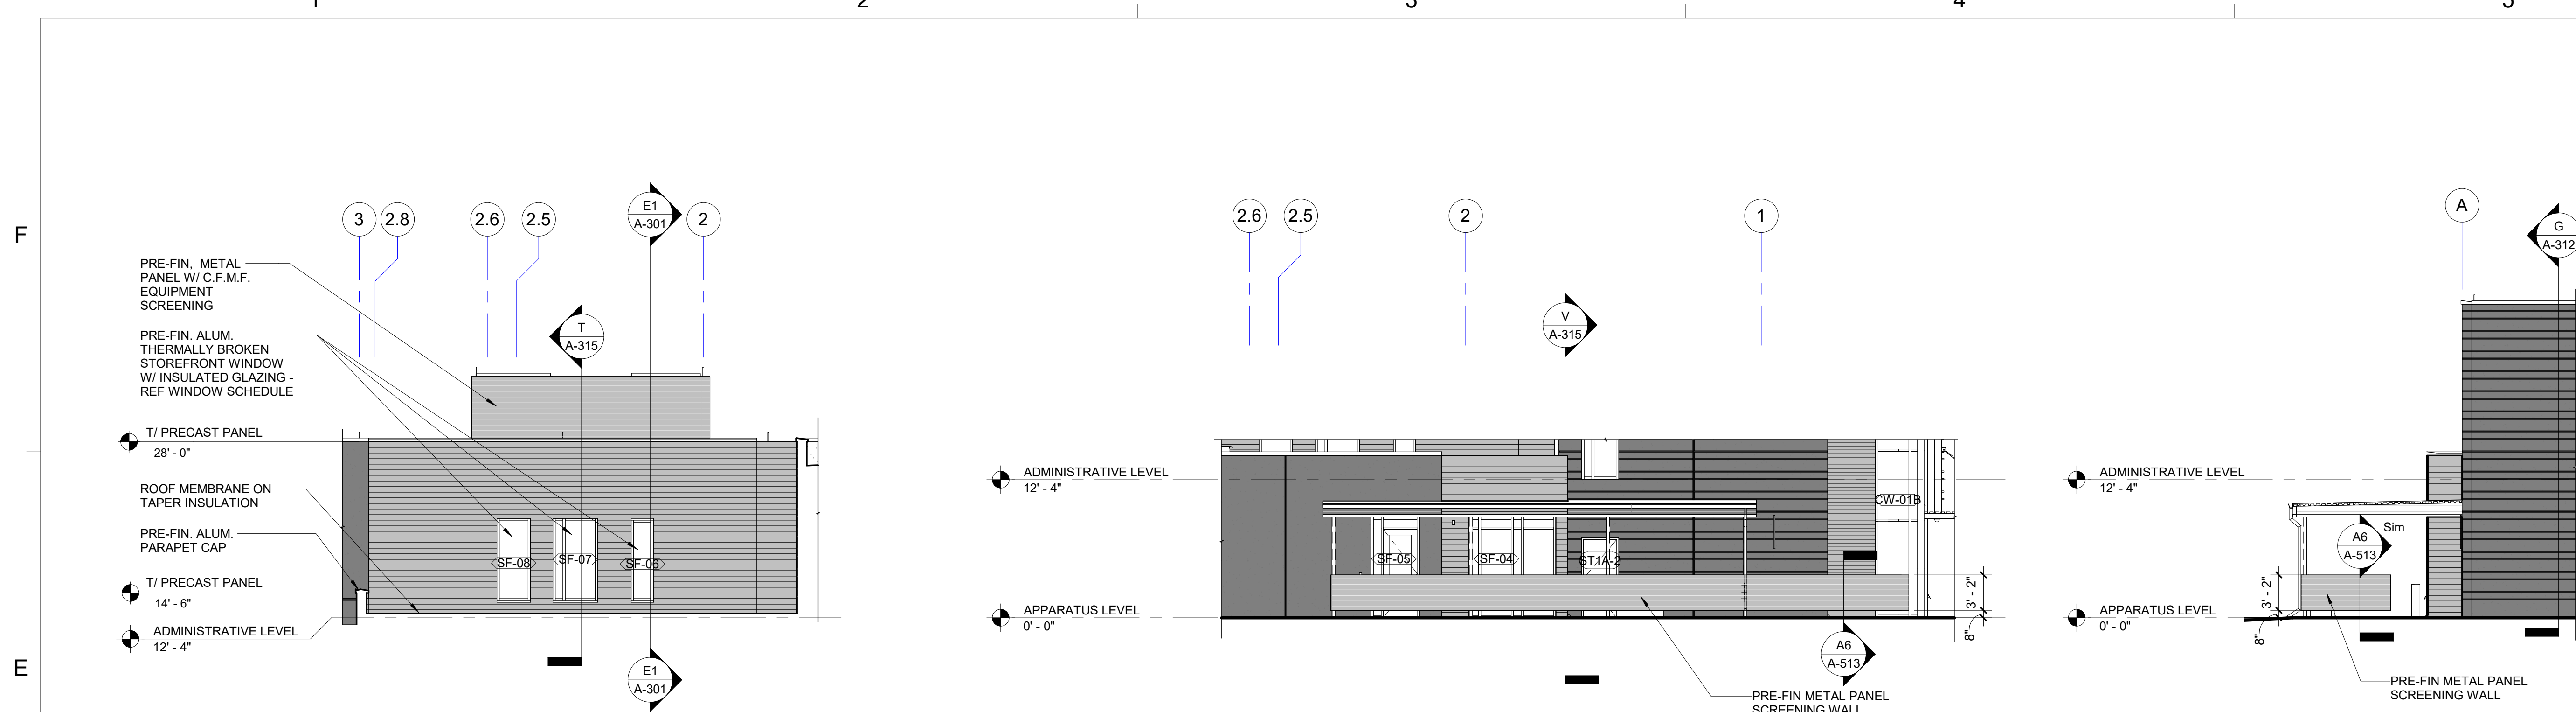 1
2
3
4
5
F
E
3
2.8
2.6
2.5
E1
A-301
2
PRE-FIN, METAL
PANEL W/ C.F.M.F.
EQUIPMENT
SCREENING
PRE-FIN. ALUM.
THERMALLY BROKEN
STOREFRONT WINDOW
W/ INSULATED GLAZING -
REF WINDOW SCHEDULE
T
A-315
T/ PRECAST PANEL
28' - 0"
ROOF MEMBRANE ON
TAPER INSULATION
PRE-FIN. ALUM.
PARAPET CAP
T/ PRECAST PANEL
14' - 6"
ADMINISTRATIVE LEVEL
12' - 4"
SF-08
SF-07
SF-06
E1
A-301
2.6
2.5
2
1
V
A-315
ADMINISTRATIVE LEVEL
12' - 4"
APPARATUS LEVEL
0' - 0"
CW-01B
SF-05
SF-04
ST1A-2
3' - 2"
8"
A6
A-513
PRE-FIN METAL PANEL
SCREENING WALL
A
G
A-312
ADMINISTRATIVE LEVEL
12' - 4"
APPARATUS LEVEL
0' - 0"
Sim
A6
A-513
3' - 2"
8"
PRE-FIN METAL PANEL
SCREENING WALL